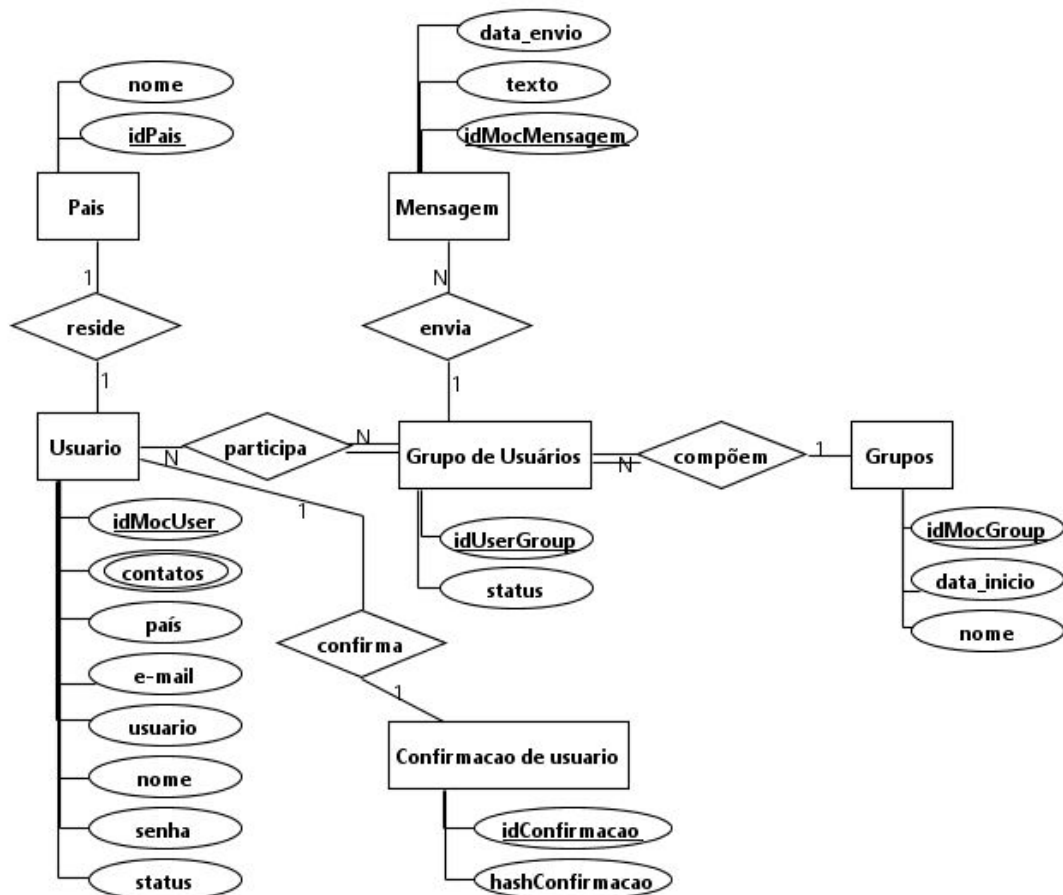 data_envio
nome
texto
idPais
idMocMensagem
Pais
Mensagem
1
N
reside
envia
1
1
Usuario
participa
N
N
Grupo de Usuários
N
compõem
1
Grupos
1
idMocUser
idUserGroup
idMocGroup
contatos
status
data_inicio
país
nome
confirma
e-mail
1
usuario
Confirmacao de usuario
nome
senha
idConfirmacao
status
hashConfirmacao